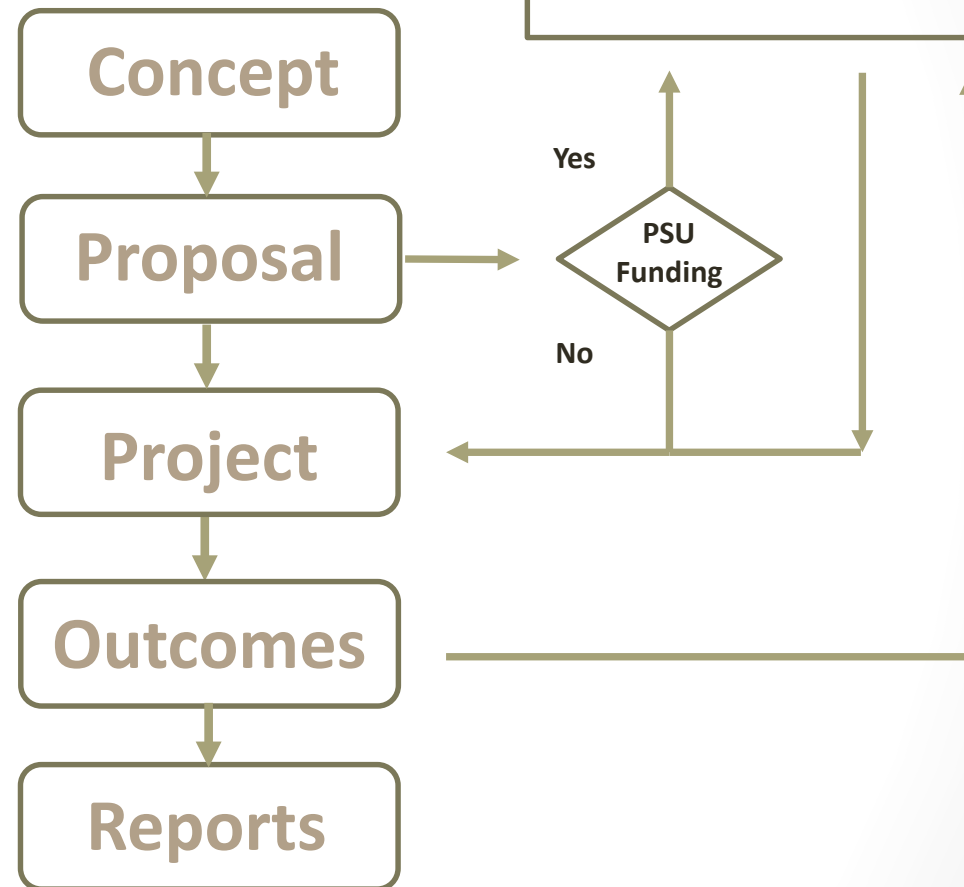 Concept
Yes
Proposal
PSU
Funding
No
Project
Outcomes
Reports